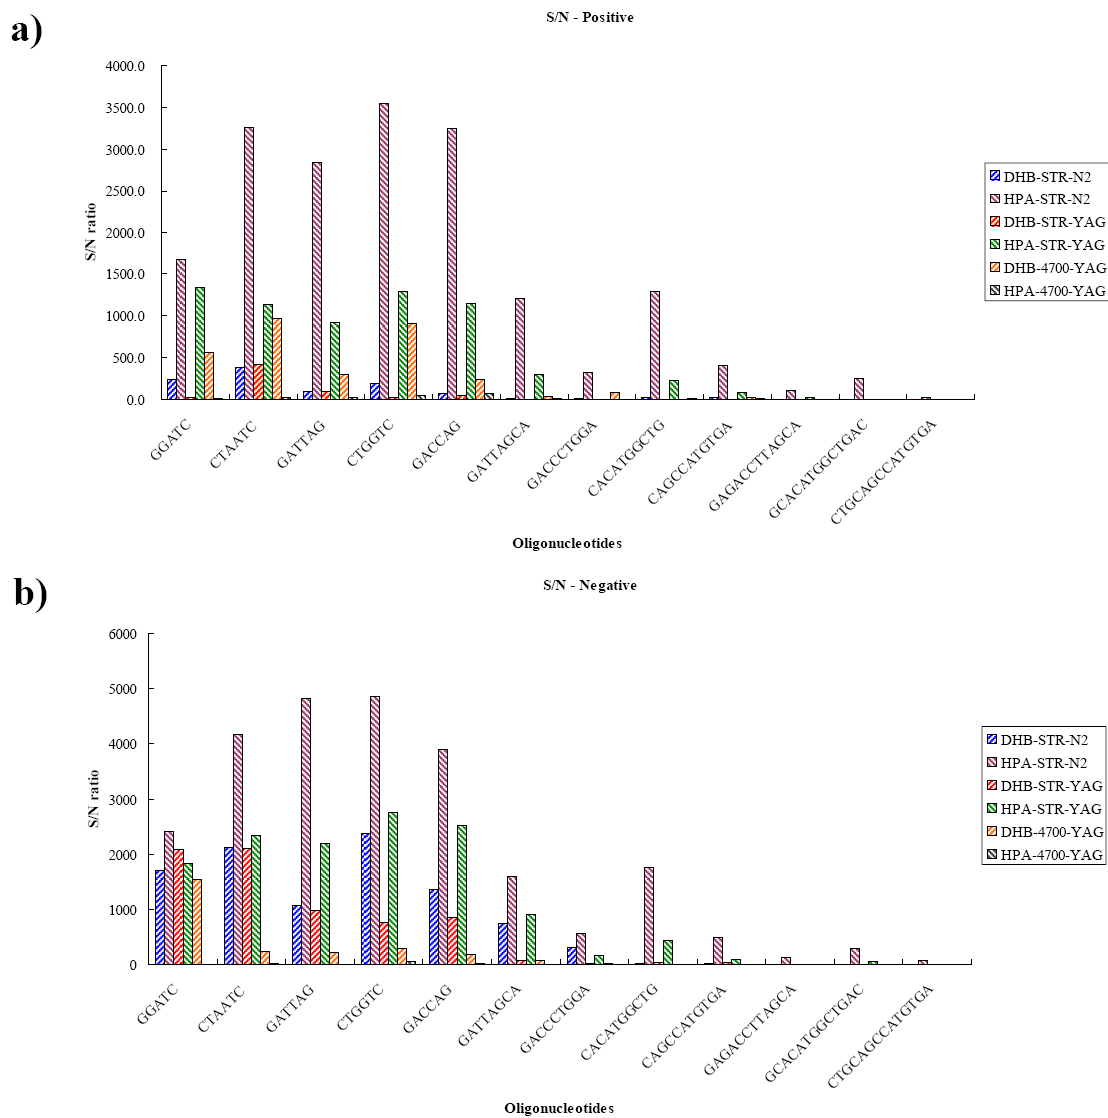 a)
S/N - Positive
4000.0
3500.0
3000.0
2500.0
2000.0
1500.0
1000.0
500.0
0.0
S/N ratio
GGATC
CTAATC
GATTAG
CTGGTC
GACCAG
GATTAGCA
GACCCTGGA
CACATGGCTG
CAGCCATGTGA
GAGACCTTAGCA
GCACATGGCTGAC
CTGCAGCCATGTGA
Oligonucleotides
DHB-STR-N2
HPA-STR-N2
DHB-STR-YAG
HPA-STR-YAG
DHB-4700-YAG
HPA-4700-YAG
b)
S/N - Negative
6000
5000
4000
3000
2000
1000
0
S/N ratio
GGATC
CTAATC
GATTAG
CTGGTC
GACCAG
GATTAGCA
GACCCTGGA
CACATGGCTG
CAGCCATGTGA
GAGACCTTAGCA
GCACATGGCTGAC
CTGCAGCCATGTGA
Oligonucleotides
DHB-STR-N2
HPA-STR-N2
DHB-STR-YAG
HPA-STR-YAG
DHB-4700-YAG
HPA-4700-YAG